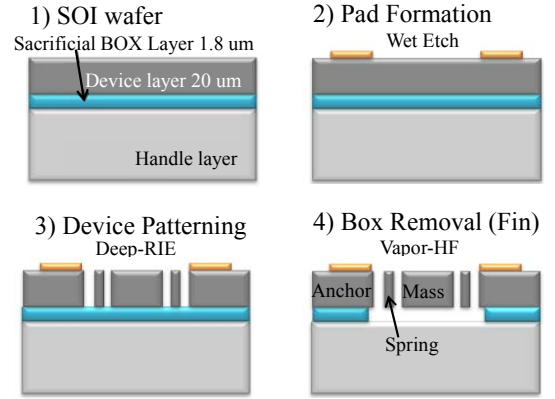 1) SOI wafer
Sacrificial BOX Layer 1.8 um
Device layer 20 um
Handle layer
2) Pad Formation
Wet Etch
3) Device Patterning
Deep-RIE
4) Box Removal (Fin)
Vapor-HF
Anchor
Mass
Spring